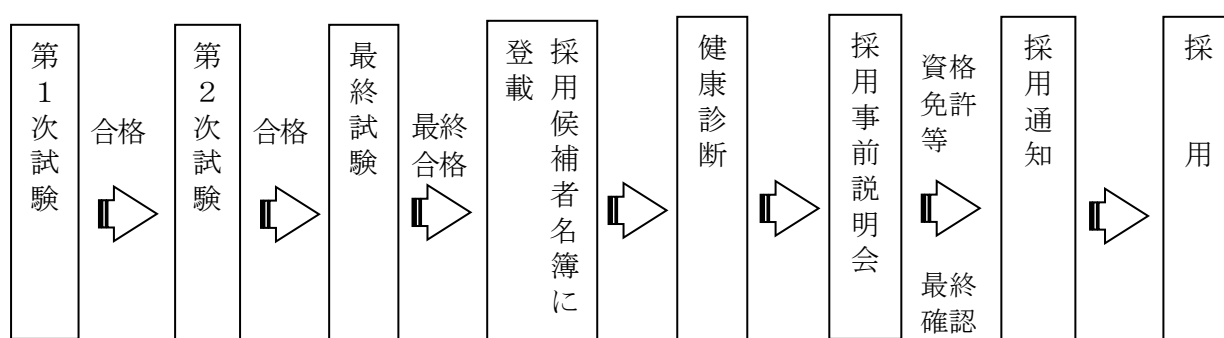 第１次試験
合格
第２次試験
合格
最終試験
最終
合格
採用候補者名簿に
登載
健康診断
採用事前説明会
資格
免許
等
最終
確認
採用通知
採用